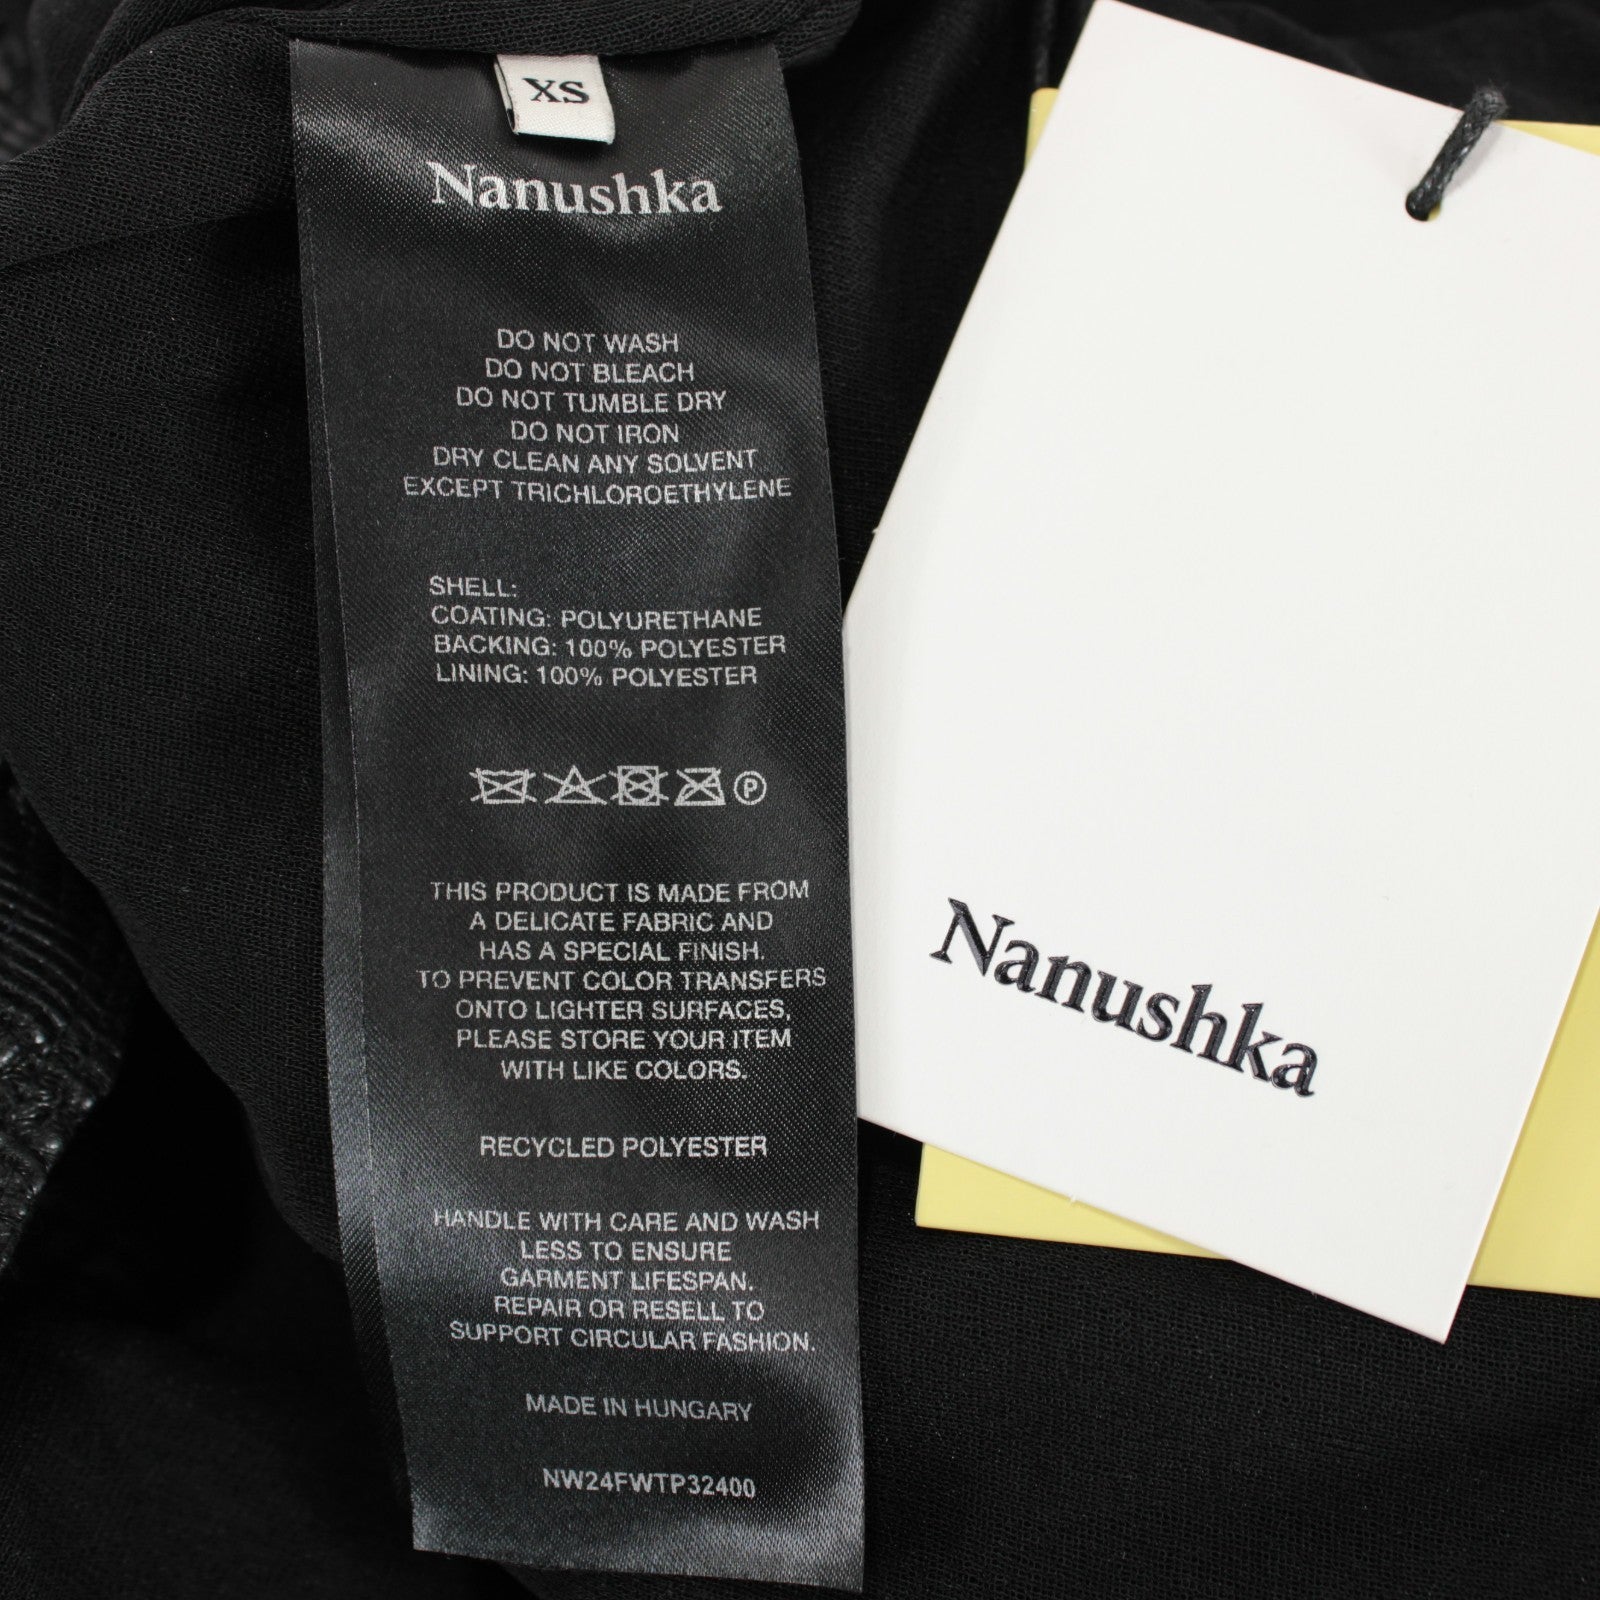 XS
Nanushka
DO NOT WASH
DO NOT BLEACH
DO NOT TUMBLE DRY
DO NOT IRON
DRY CLEAN ANY SOLVENT
EXCEPT TRICHLOROETHYLENE
SHELL:
COATING: POLYURETHANE
BACKING: 100% POLYESTER
LINING: 100% POLYESTER
P
THIS PRODUCT IS MADE FROM
A DELICATE FABRIC AND
HAS A SPECIAL FINISH.
TO PREVENT COLOR TRANSFERS
ONTO LIGHTER SURFACES,
PLEASE STORE YOUR ITEM
WITH LIKE COLORS.
RECYCLED POLYESTER
HANDLE WITH CARE AND WASH
LESS TO ENSURE
GARMENT LIFESPAN.
REPAIR OR RESELL TO
SUPPORT CIRCULAR FASHION.
MADE IN HUNGARY
NW24FWTP32400
Nanushka